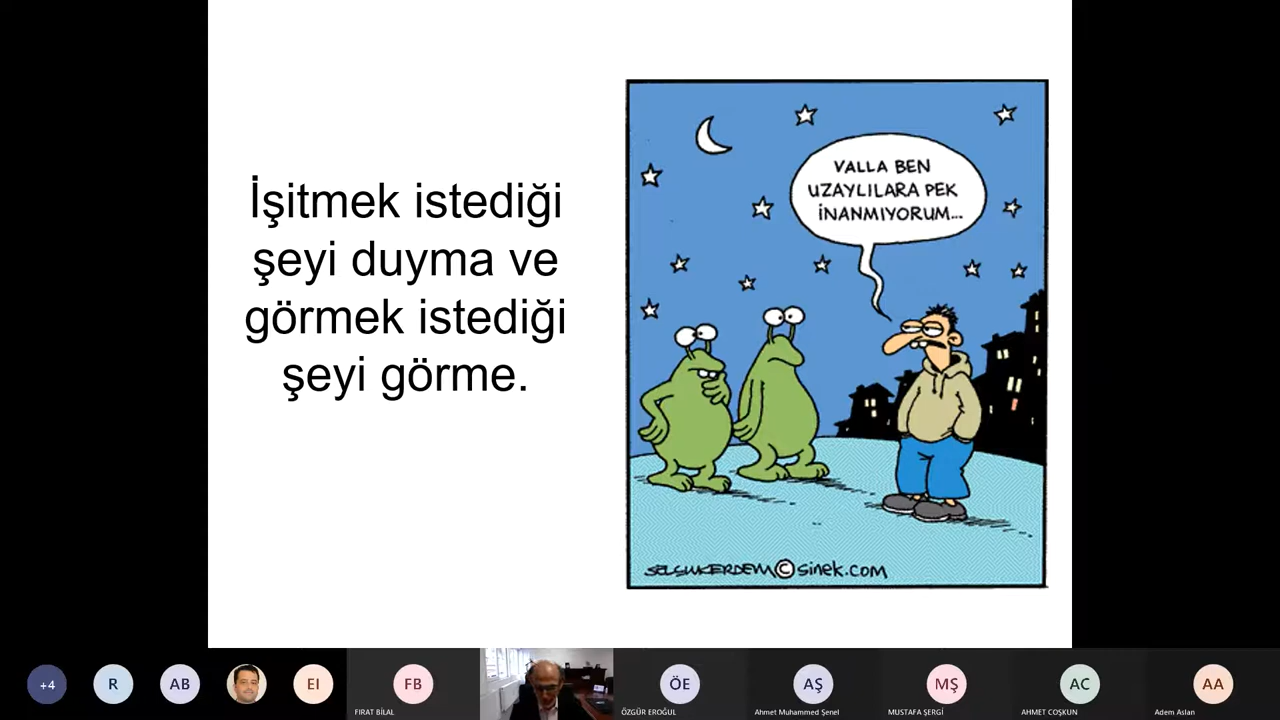 İşitmek istediği
şeyi duyma ve
görmek istediği
şeyi görme.
VALLA BEN
UZAYLILARA PEK
İNANMIYORUM...
SELÇUK ERDEM © sinek.com
+4
R
AB
EI
FB
FIRAT BİLAL
ÖE
ÖZGÜR EROĞUL
AŞ
Ahmet Muhammed Şenel
MŞ
MUSTAFA ŞERGİ
AC
AHMET COŞKUN
AA
Adem Aslan